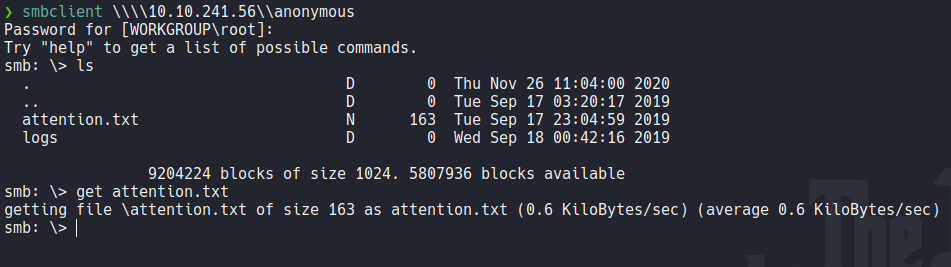 ❯ smbclient \\\\10.10.241.56\\anonymous
Password for [WORKGROUP\root]:
Try "help" to get a list of possible commands.
smb: \> ls
  .                                   D        0  Thu Nov 26 11:04:00 2020
  ..                                  D        0  Tue Sep 17 03:20:17 2019
  attention.txt                       N      163  Tue Sep 17 23:04:59 2019
  logs                                D        0  Wed Sep 18 00:42:16 2019

                9204224 blocks of size 1024. 5807936 blocks available
smb: \> get attention.txt
getting file \attention.txt of size 163 as attention.txt (0.6 KiloBytes/sec) (average 0.6 KiloBytes/sec)
smb: \>
The